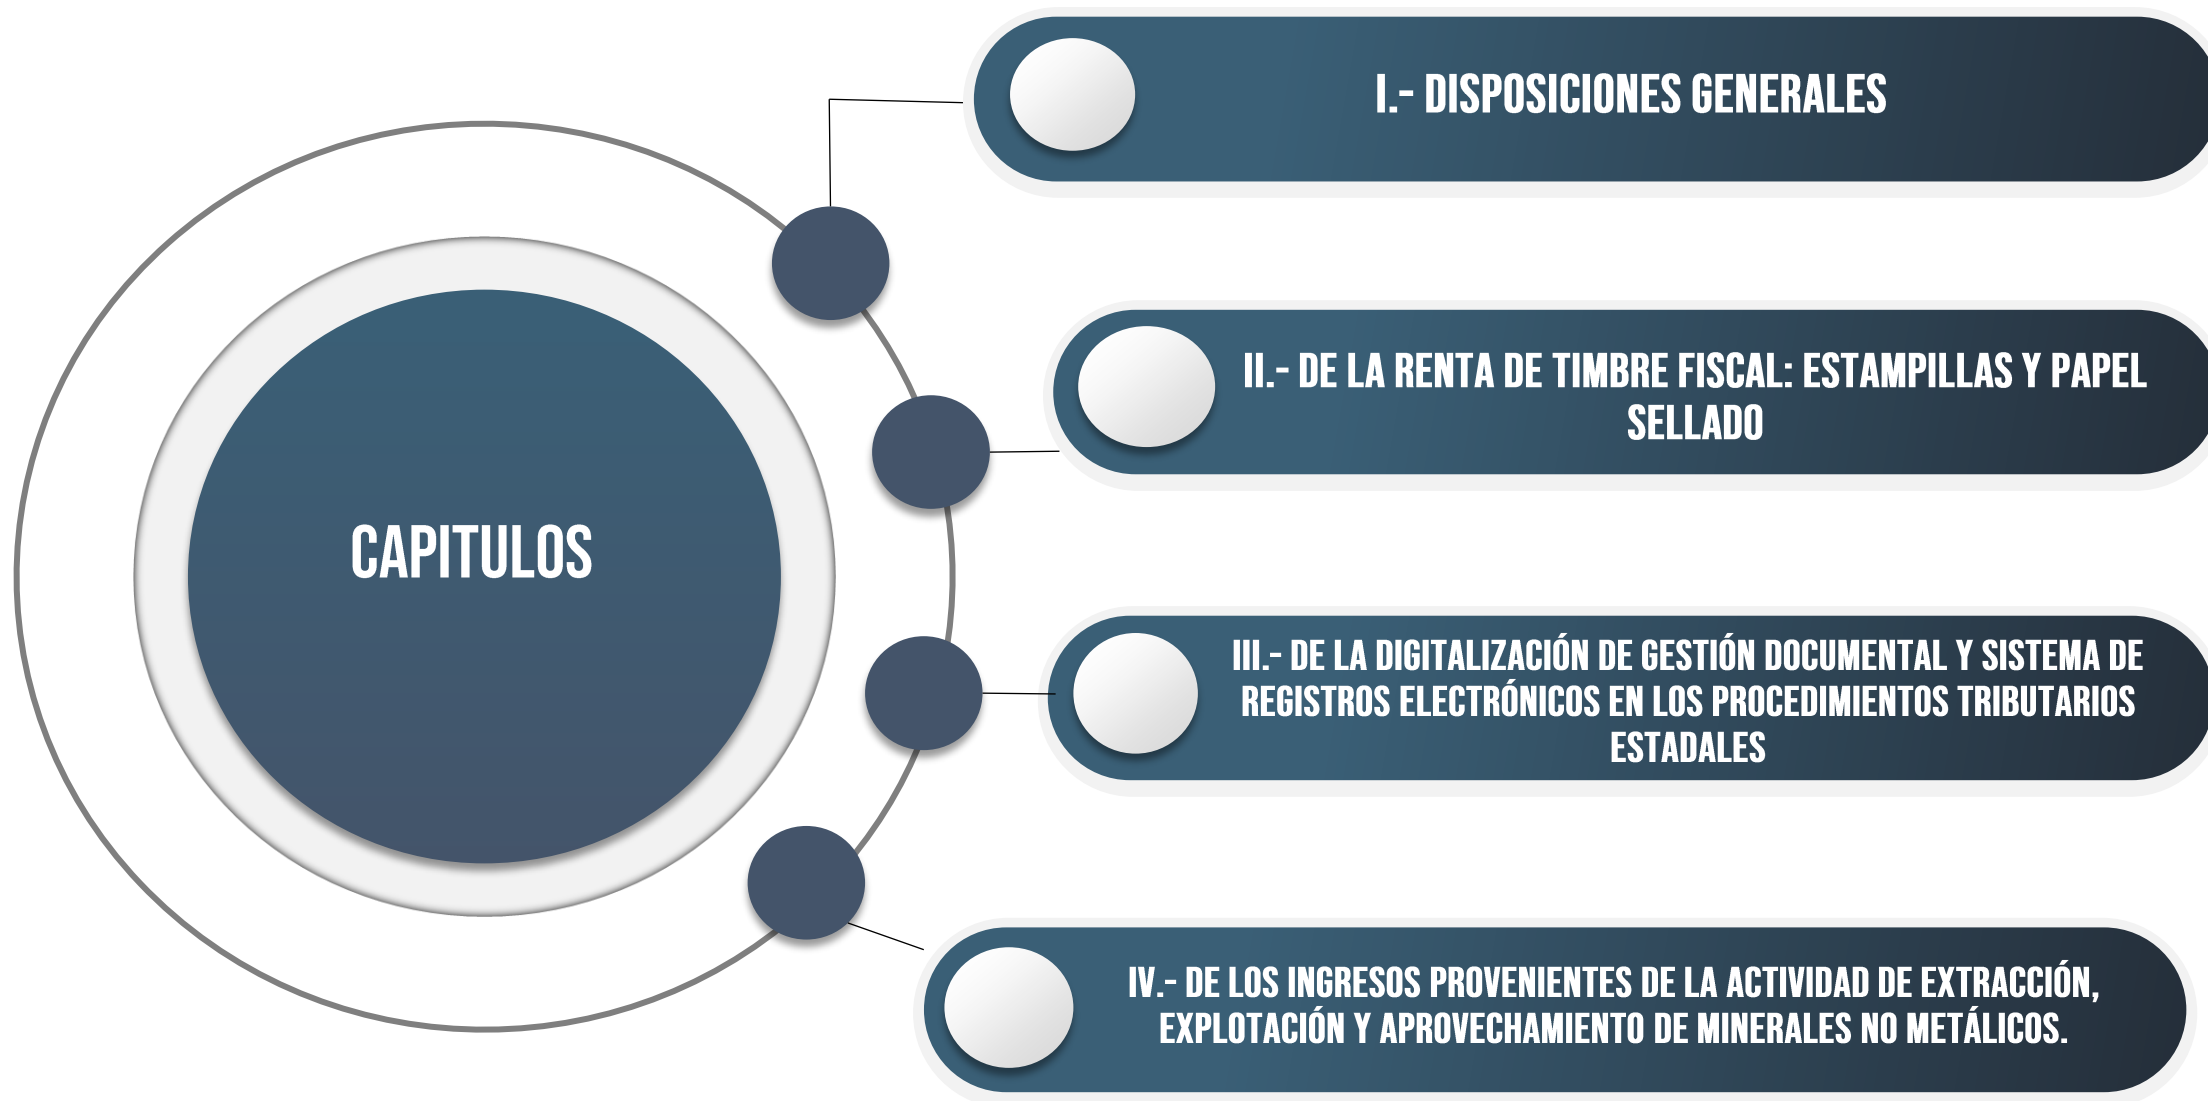 CAPITULOS
I.- DISPOSICIONES GENERALES
II.- DE LA RENTA DE TIMBRE FISCAL: ESTAMPILLAS Y PAPEL
SELLADO
III.- DE LA DIGITALIZACIÓN DE GESTIÓN DOCUMENTAL Y SISTEMA DE
REGISTROS ELECTRÓNICOS EN LOS PROCEDIMIENTOS TRIBUTARIOS
ESTADALES
IV.- DE LOS INGRESOS PROVENIENTES DE LA ACTIVIDAD DE EXTRACCIÓN,
EXPLOTACIÓN Y APROVECHAMIENTO DE MINERALES NO METÁLICOS.